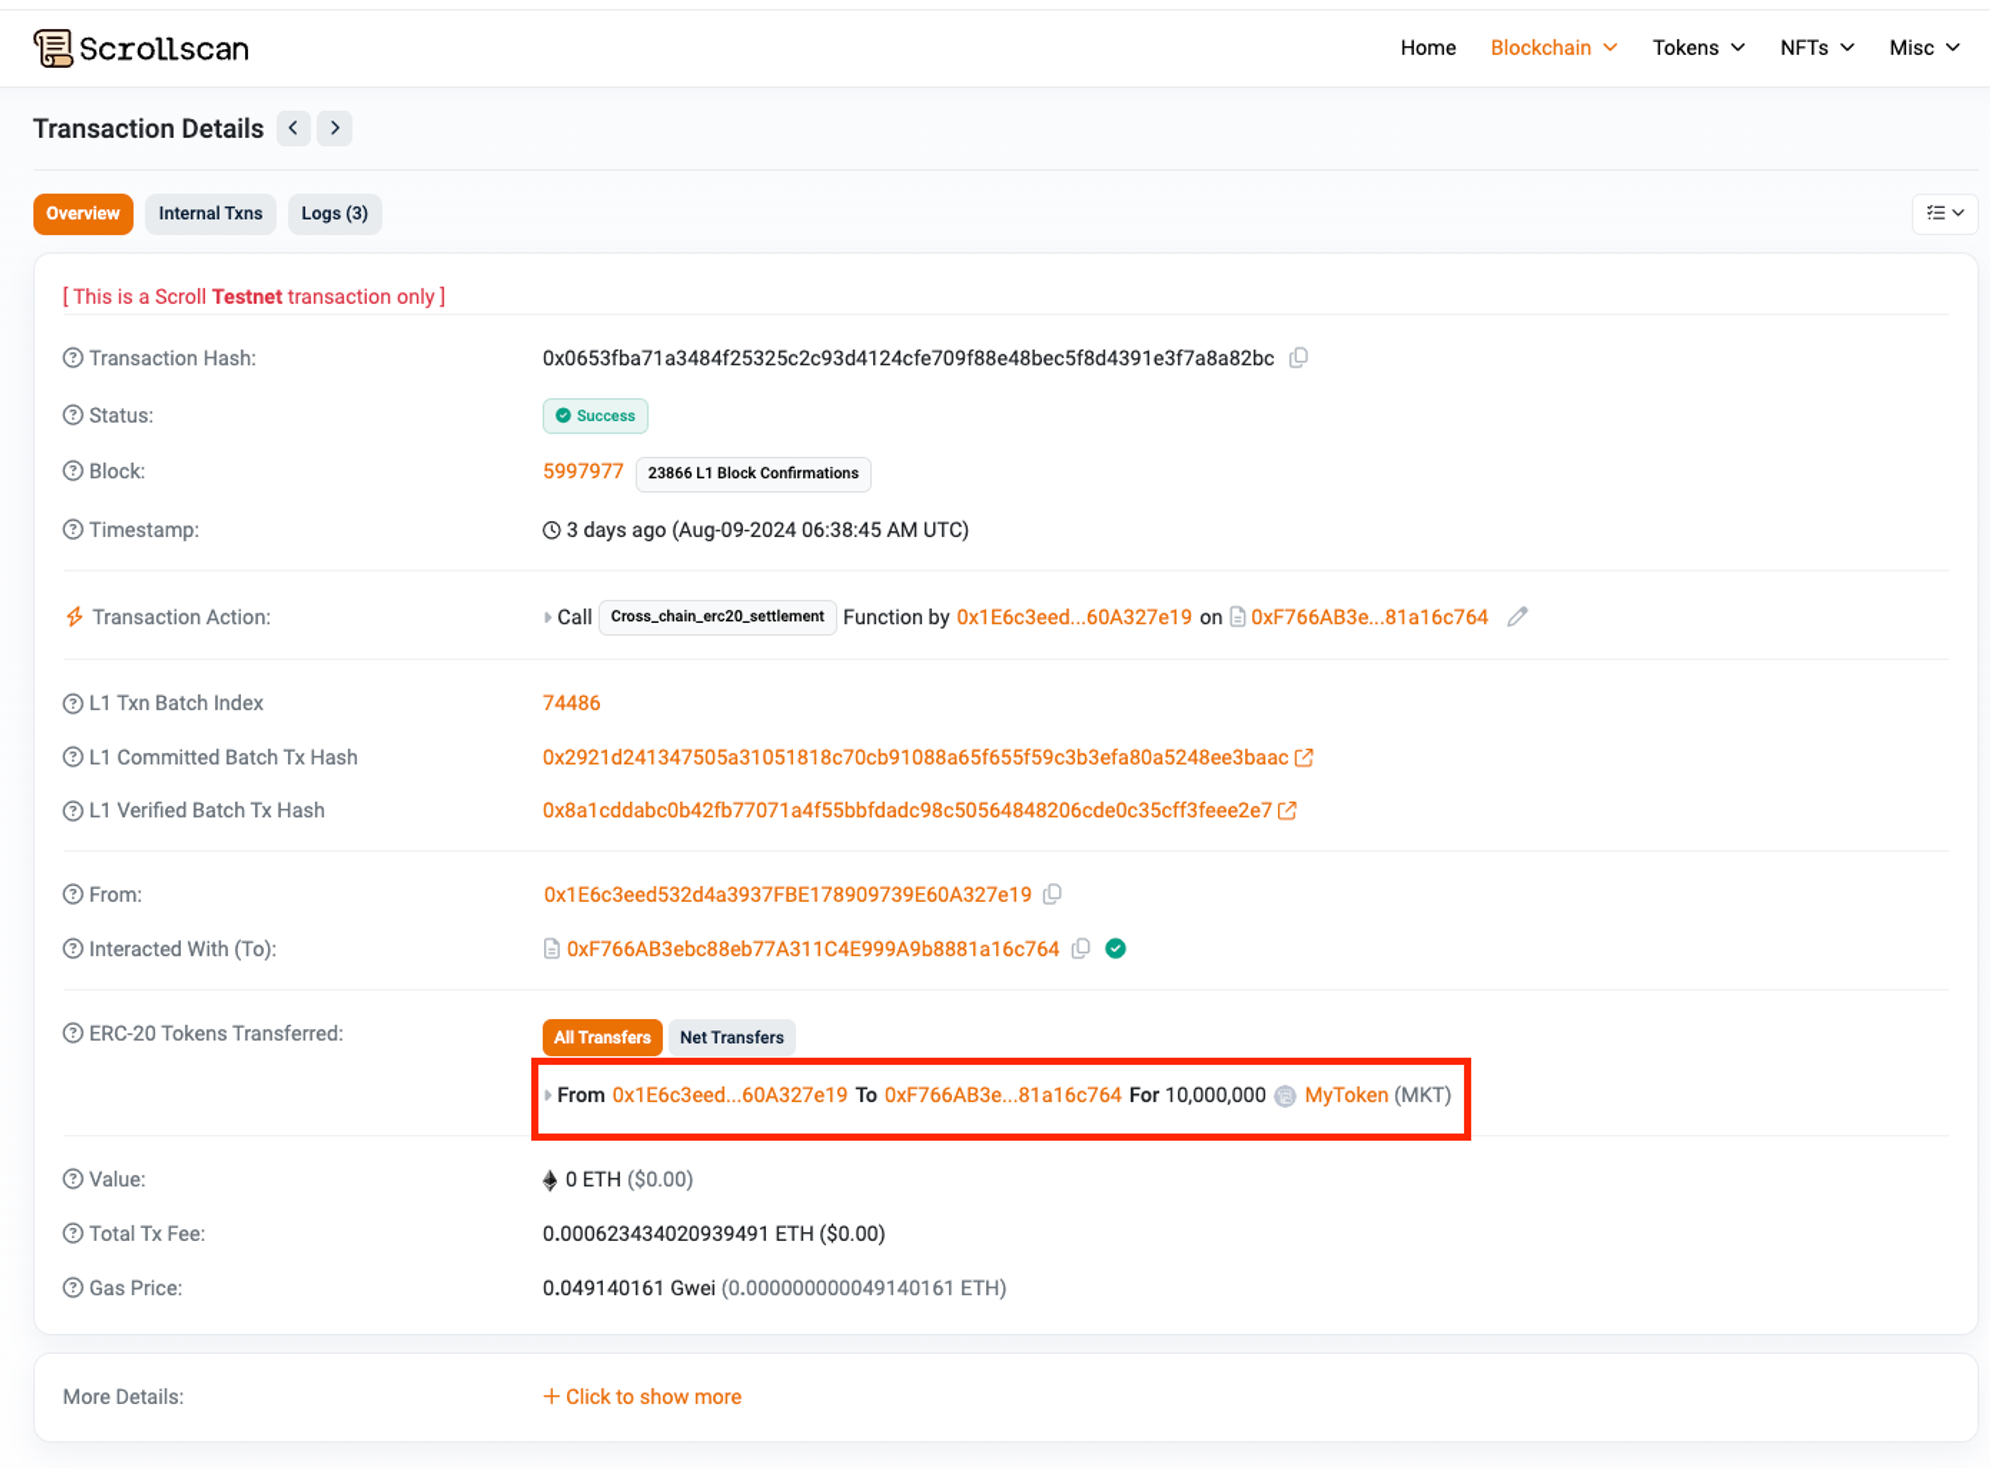 Scrollscan
Home Blockchain Tokens NFTs Misc
Transaction Details
Overview Internal Txns Logs (3)
[ This is a Scroll Testnet transaction only ]
Transaction Hash: 0x0653fba71a3484f25325c2c93d4124cfe709f88e48bec5f8d4391e3f7a8a82bc
Status: Success
Block: 5997977 23866 L1 Block Confirmations
Timestamp: 3 days ago (Aug-09-2024 06:38:45 AM UTC)
Transaction Action: Call Cross_chain_erc20_settlement Function by 0x1E6c3eed...60A327e19 on 0xF766AB3e...81a16c764
L1 Txn Batch Index 74486
L1 Committed Batch Tx Hash 0x2921d241347505a31051818c70cb91088a65f655f59c3b3efa80a5248ee3baac
L1 Verified Batch Tx Hash 0x8a1cddabc0b42fb77071a4f55bbfdadc98c50564848206cde0c35cff3feee2e7
From: 0x1E6c3eed532d4a3937FBE178909739E60A327e19
Interacted With (To): 0xF766AB3ebc88eb77A311C4E999A9b8881a16c764
ERC-20 Tokens Transferred: All Transfers Net Transfers
From 0x1E6c3eed...60A327e19 To 0xF766AB3e...81a16c764 For 10,000,000 MyToken (MKT)
Value: 0 ETH ($0.00)
Total Tx Fee: 0.000623434020939491 ETH ($0.00)
Gas Price: 0.049140161 Gwei (0.000000000049140161 ETH)
More Details: + Click to show more